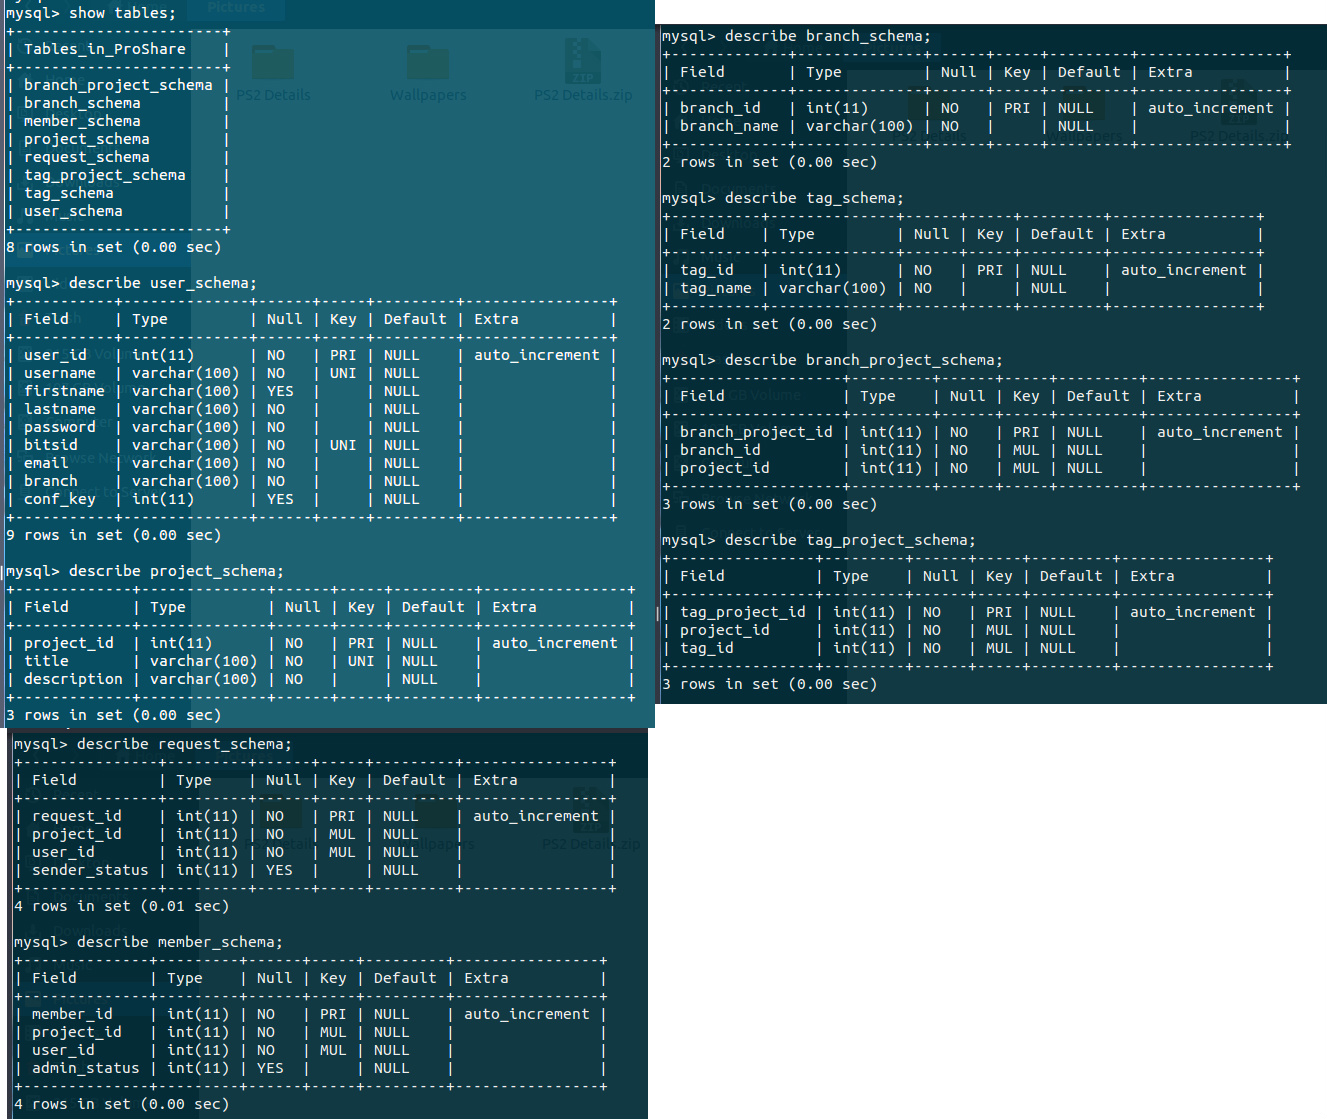 mysql> show tables;
+-----------------------+
| Tables_in_ProShare    |
+-----------------------+
| branch_project_schema |
| branch_schema         |
| member_schema         |
| project_schema        |
| request_schema        |
| tag_project_schema    |
| tag_schema            |
| user_schema           |
+-----------------------+
8 rows in set (0.00 sec)
mysql> describe user_schema;
+-----------+--------------+------+-----+---------+----------------+
| Field     | Type         | Null | Key | Default | Extra          |
+-----------+--------------+------+-----+---------+----------------+
| user_id   | int(11)      | NO   | PRI | NULL    | auto_increment |
| username  | varchar(100) | NO   | UNI | NULL    |                |
| firstname | varchar(100) | YES  |     | NULL    |                |
| lastname  | varchar(100) | NO   |     | NULL    |                |
| password  | varchar(100) | NO   |     | NULL    |                |
| bitsid    | varchar(100) | NO   | UNI | NULL    |                |
| email     | varchar(100) | NO   |     | NULL    |                |
| branch    | varchar(100) | NO   |     | NULL    |                |
| conf_key  | int(11)      | YES  |     | NULL    |                |
+-----------+--------------+------+-----+---------+----------------+
9 rows in set (0.00 sec)
mysql> describe project_schema;
+-------------+--------------+------+-----+---------+----------------+
| Field       | Type         | Null | Key | Default | Extra          |
+-------------+--------------+------+-----+---------+----------------+
| project_id  | int(11)      | NO   | PRI | NULL    | auto_increment |
| title       | varchar(100) | NO   | UNI | NULL    |                |
| description | varchar(100) | NO   |     | NULL    |                |
+-------------+--------------+------+-----+---------+----------------+
3 rows in set (0.00 sec)
mysql> describe request_schema;
+---------------+---------+------+-----+---------+----------------+
| Field         | Type    | Null | Key | Default | Extra          |
+---------------+---------+------+-----+---------+----------------+
| request_id    | int(11) | NO   | PRI | NULL    | auto_increment |
| project_id    | int(11) | NO   | MUL | NULL    |                |
| user_id       | int(11) | NO   | MUL | NULL    |                |
| sender_status | int(11) | YES  |     | NULL    |                |
+---------------+---------+------+-----+---------+----------------+
4 rows in set (0.01 sec)
mysql> describe member_schema;
+--------------+---------+------+-----+---------+----------------+
| Field        | Type    | Null | Key | Default | Extra          |
+--------------+---------+------+-----+---------+----------------+
| member_id    | int(11) | NO   | PRI | NULL    | auto_increment |
| project_id   | int(11) | NO   | MUL | NULL    |                |
| user_id      | int(11) | NO   | MUL | NULL    |                |
| admin_status | int(11) | YES  |     | NULL    |                |
+--------------+---------+------+-----+---------+----------------+
4 rows in set (0.00 sec)
mysql> describe branch_schema;
+-------------+--------------+------+-----+---------+----------------+
| Field       | Type         | Null | Key | Default | Extra          |
+-------------+--------------+------+-----+---------+----------------+
| branch_id   | int(11)      | NO   | PRI | NULL    | auto_increment |
| branch_name | varchar(100) | NO   |     | NULL    |                |
+-------------+--------------+------+-----+---------+----------------+
2 rows in set (0.00 sec)
mysql> describe tag_schema;
+----------+--------------+------+-----+---------+----------------+
| Field    | Type         | Null | Key | Default | Extra          |
+----------+--------------+------+-----+---------+----------------+
| tag_id   | int(11)      | NO   | PRI | NULL    | auto_increment |
| tag_name | varchar(100) | NO   |     | NULL    |                |
+----------+--------------+------+-----+---------+----------------+
2 rows in set (0.00 sec)
mysql> describe branch_project_schema;
+-------------------+---------+------+-----+---------+----------------+
| Field             | Type    | Null | Key | Default | Extra          |
+-------------------+---------+------+-----+---------+----------------+
| branch_project_id | int(11) | NO   | PRI | NULL    | auto_increment |
| branch_id         | int(11) | NO   | MUL | NULL    |                |
| project_id        | int(11) | NO   | MUL | NULL    |                |
+-------------------+---------+------+-----+---------+----------------+
3 rows in set (0.00 sec)
mysql> describe tag_project_schema;
+----------------+---------+------+-----+---------+----------------+
| Field          | Type    | Null | Key | Default | Extra          |
+----------------+---------+------+-----+---------+----------------+
| tag_project_id | int(11) | NO   | PRI | NULL    | auto_increment |
| project_id     | int(11) | NO   | MUL | NULL    |                |
| tag_id         | int(11) | NO   | MUL | NULL    |                |
+----------------+---------+------+-----+---------+----------------+
3 rows in set (0.00 sec)
Pictures
PS2 Details
Wallpapers
PS2 Details.zip